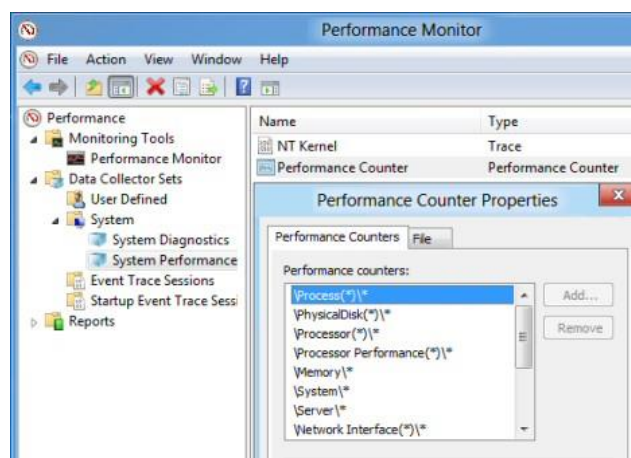 Performance Monitor
File Action View Window Help
Performance
Monitoring Tools
Performance Monitor
Data Collector Sets
User Defined
System
System Diagnostics
System Performance
Event Trace Sessions
Startup Event Trace Sessi
Reports
Name Type
NT Kernel Trace
Performance Counter Performance Counter
Performance Counter Properties
Performance Counters File
Performance counters:
\Process(*)\*
\PhysicalDisk(*)\*
\Processor(*)\*
\Processor Performance(*)\*
\Memory\*
\System\*
\Server\*
\Network Interface(*)\*
Add...
Remove